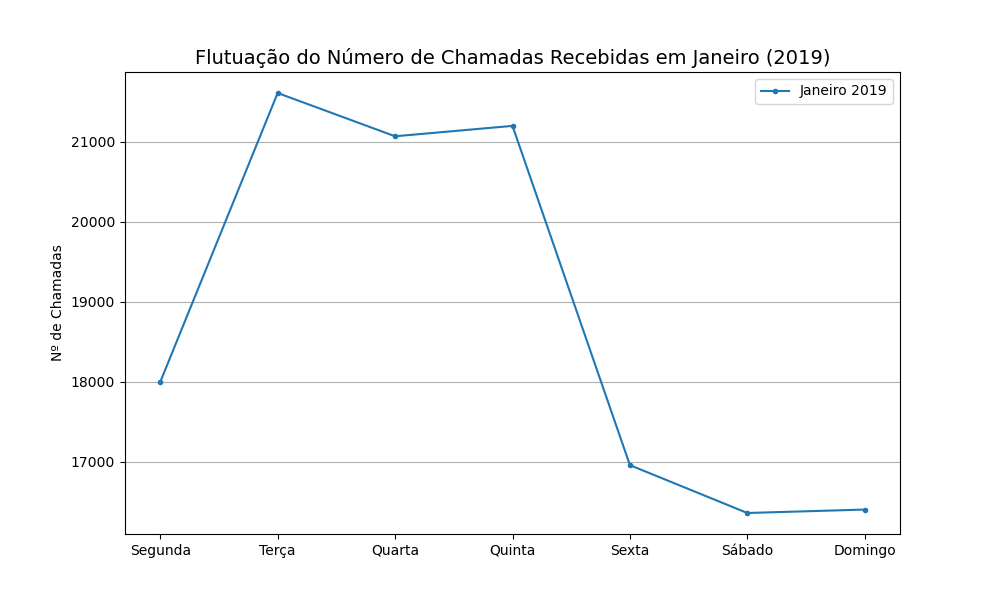 Flutuação do Número de Chamadas Recebidas em Janeiro (2019)
Janeiro 2019
Nº de Chamadas
21000
20000
19000
18000
17000
Segunda Terça Quarta Quinta Sexta Sábado Domingo